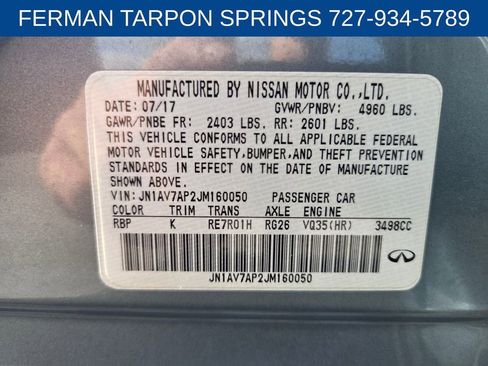 FERMAN TARPON SPRINGS 727-934-5789
MANUFACTURED BY NISSAN MOTOR CO.,LTD.
DATE: 07/17 GVWR/PNBV: 4960 LBS.
GAWR/PNBE FR: 2403 LBS. RR: 2601 LBS.
THIS VEHICLE CONFORMS TO ALL APPLICABLE FEDERAL
MOTOR VEHICLE SAFETY, BUMPER, AND THEFT PREVENTION
STANDARDS IN EFFECT ON THE DATE OF MANUFACTURE
SHOWN ABOVE.
VIN: JN1AV7AP2JM160050 PASSENGER CAR
COLOR TRIM TRANS AXLE ENGINE
RBP K RE7R01H RG26 VQ35(HR) 3498CC
JN1AV7AP2JM160050